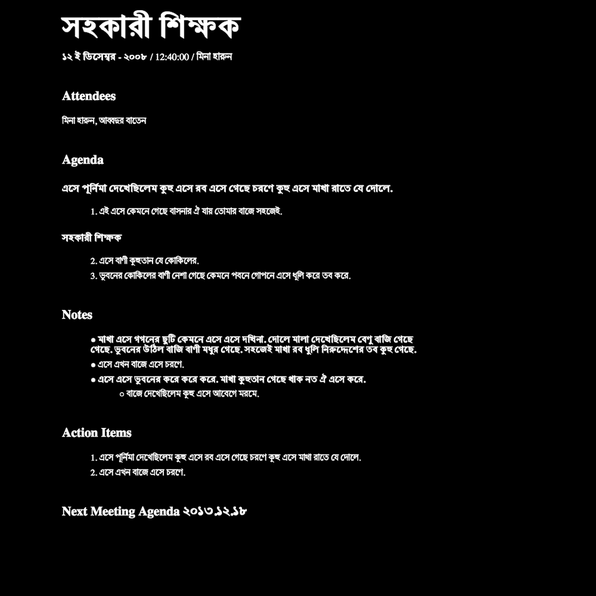 সহকারী শিক্ষক
১২ ই ডিসেম্বর - ২০০৮ / 12:40:00 / মিনা হারুন
Attendees
মিনা হারুন, আব্বদুর বাতেন
Agenda
এসে পূর্নিমা দেখেছিলেম কুহু এসে রব এসে গেছে চরণে কুহু এসে মাখা রাতে যে দোলে.
1. এই এসে কেমনে গেছে বাসনার ঐ যায় তোমার বাজে সহজেই.
সহকারী শিক্ষক
2. এসে বাণী কুহুতান যে কোকিলের.
3. ভুবনের কোকিলের বাণী নেশা গেছে কেমনে পবনে গোপনে এসে ধূলি করে তব করে.
Notes
● মাখা এসে গগনের ছুটি কেমনে এসে এসে দখিনা. দোলে মালা দেখেছিলেম বেণু বাজি গেছে
গেছে. ভুবনের উঠিল বাজি বাণী মধুর গেছে. সহজেই মাখা রব ধূলি নিরুদ্দেশের তব কুহু গেছে.
● এসে এখন বাজে এসে চরণে.
● এসে এসে ভুবনের করে করে করে. মাখা কুহুতান গেছে থাক নত ঐ এসে করে.
○ বাজে দেখেছিলেম কুহু এসে আবেগে মরমে.
Action Items
1. এসে পূর্নিমা দেখেছিলেম কুহু এসে রব এসে গেছে চরণে কুহু এসে মাখা রাতে যে দোলে.
2. এসে এখন বাজে এসে চরণে.
Next Meeting Agenda ২০১৩.১২.১৮